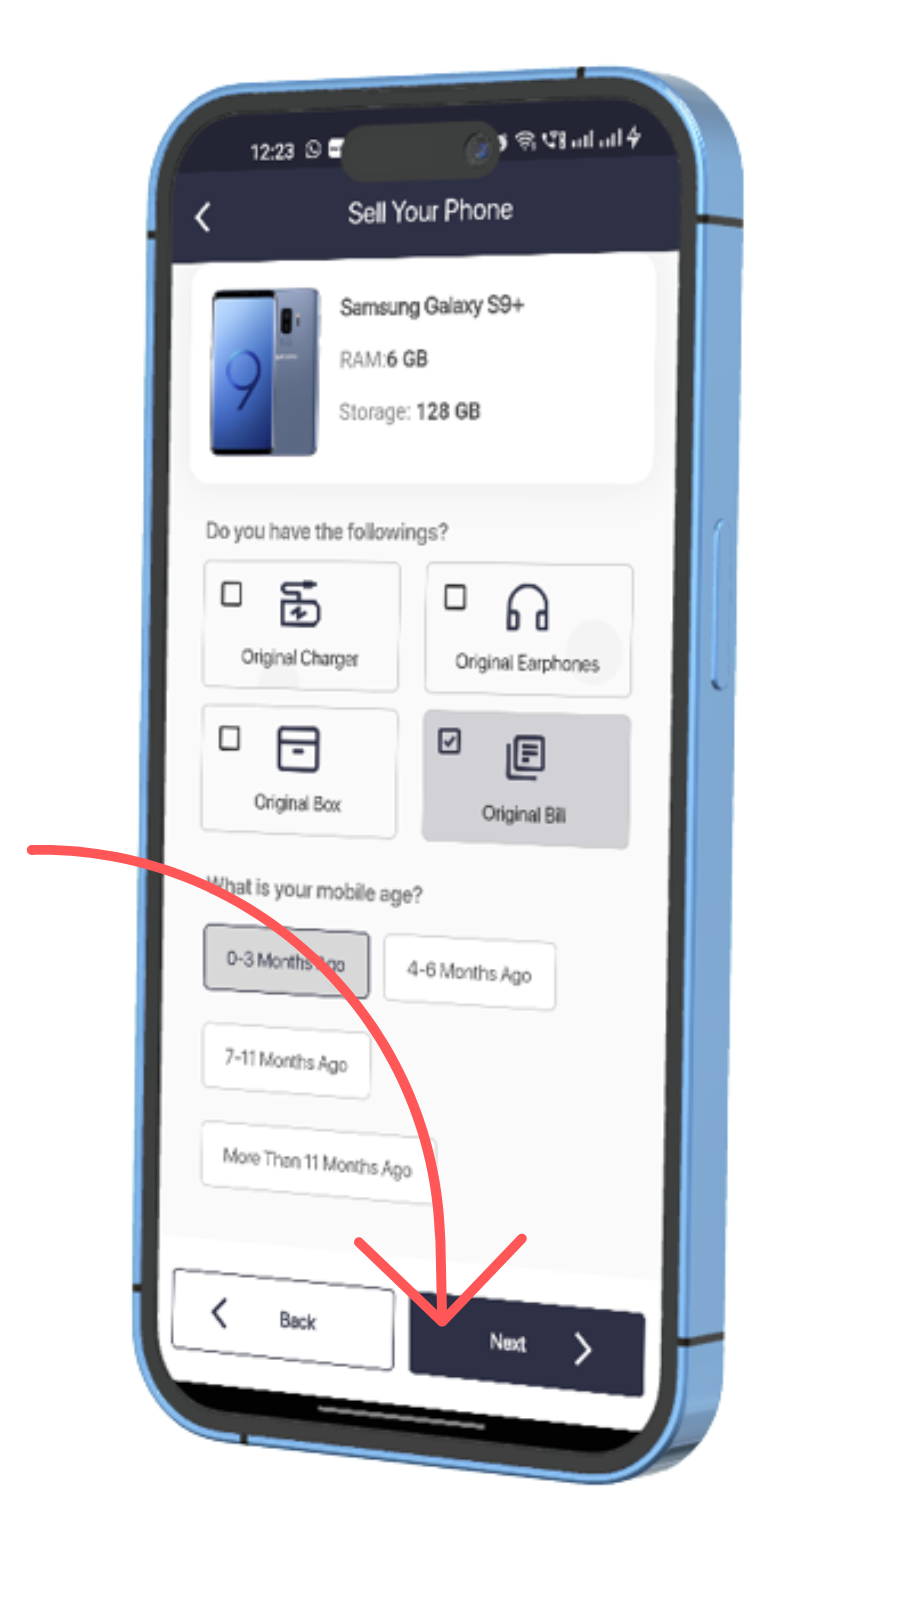 12:23
Sell Your Phone
Samsung Galaxy S9+
RAM:6 GB
Storage: 128 GB
9
Do you have the followings?
Original Charger
Original Earphones
Original Box
Original Bill
What is your mobile age?
0-3 Months Ago
4-6 Months Ago
7-11 Months Ago
More Than 11 Months Ago
Back
Next